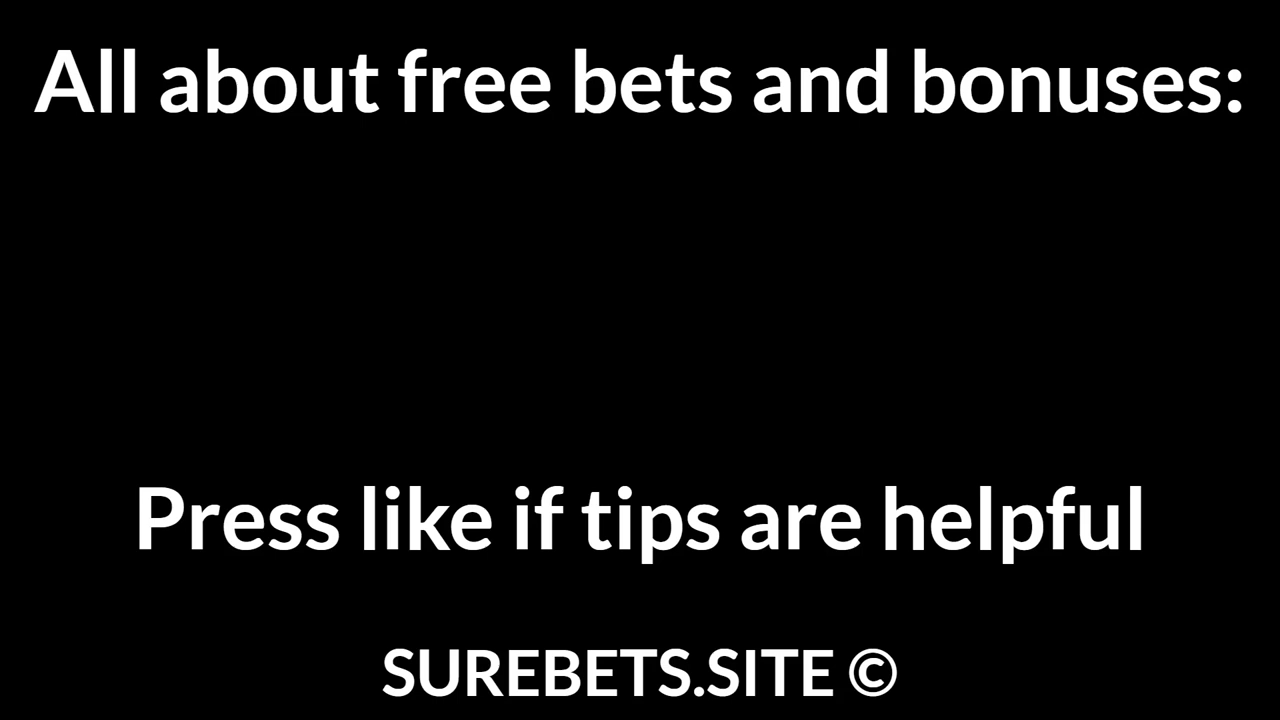 All about free bets and bonuses:
Press like if tips are helpful
SUREBETS.SITE ©